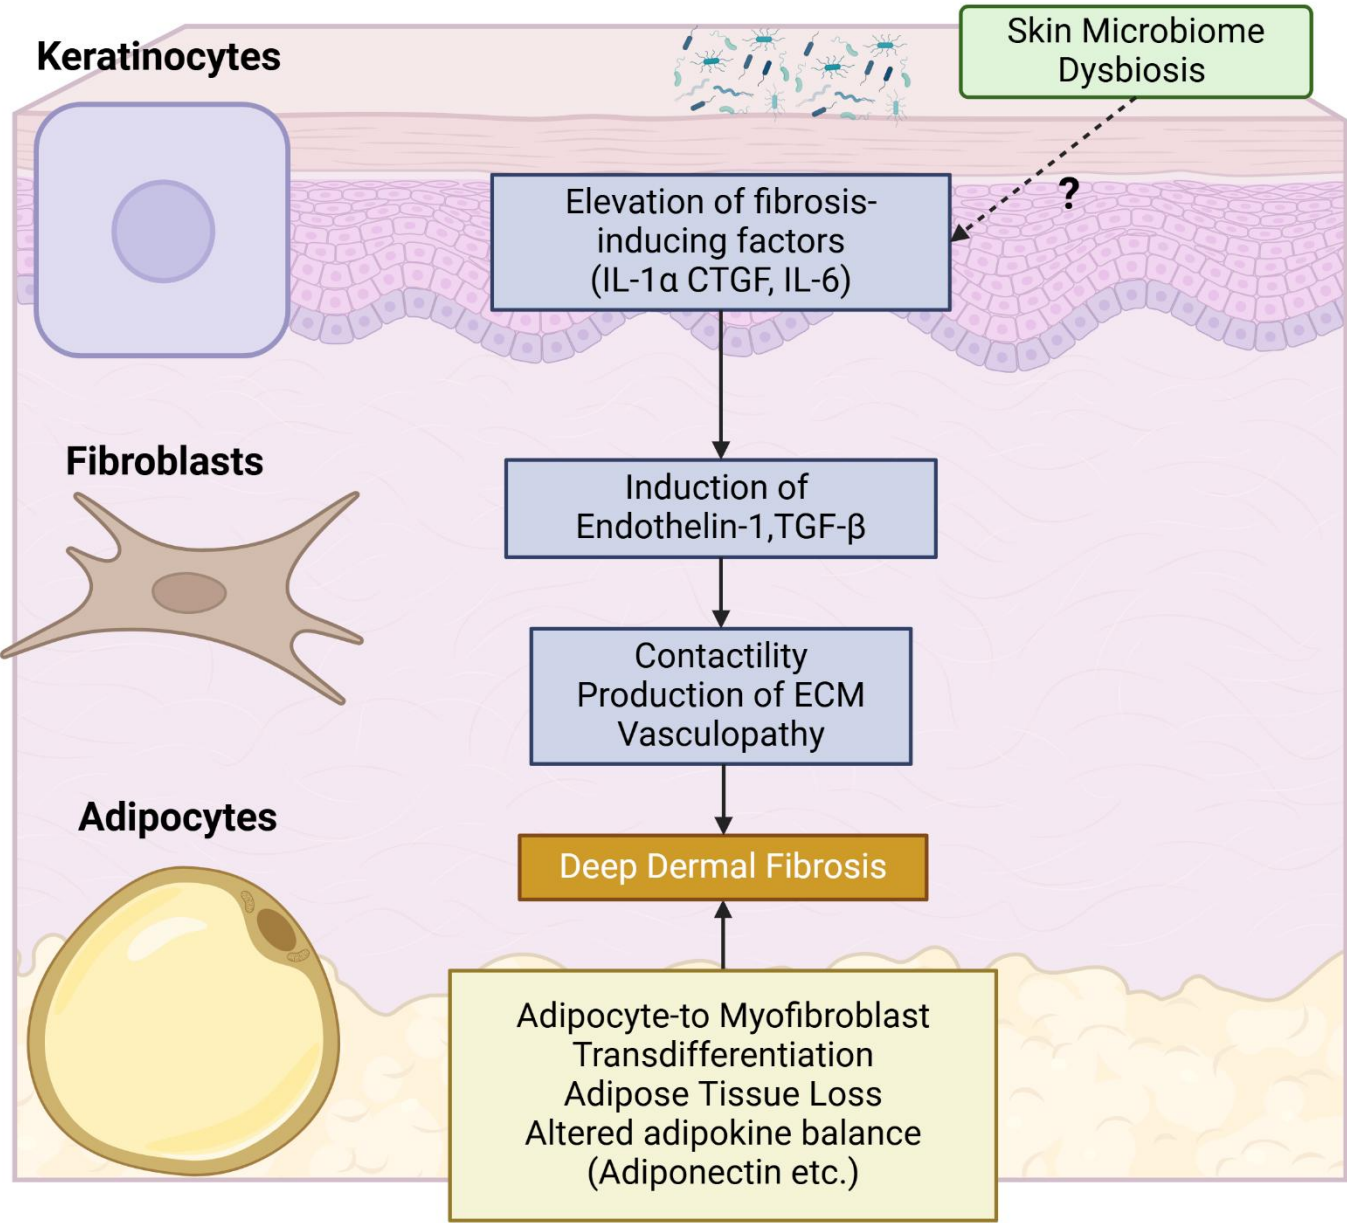 Keratinocytes
Skin Microbiome
Dysbiosis
?
Elevation of fibrosis-
inducing factors
(IL-1α CTGF, IL-6)
Fibroblasts
Induction of
Endothelin-1,TGF-β
Contactility
Production of ECM
Vasculopathy
Adipocytes
Deep Dermal Fibrosis
Adipocyte-to Myofibroblast
Transdifferentiation
Adipose Tissue Loss
Altered adipokine balance
(Adiponectin etc.)